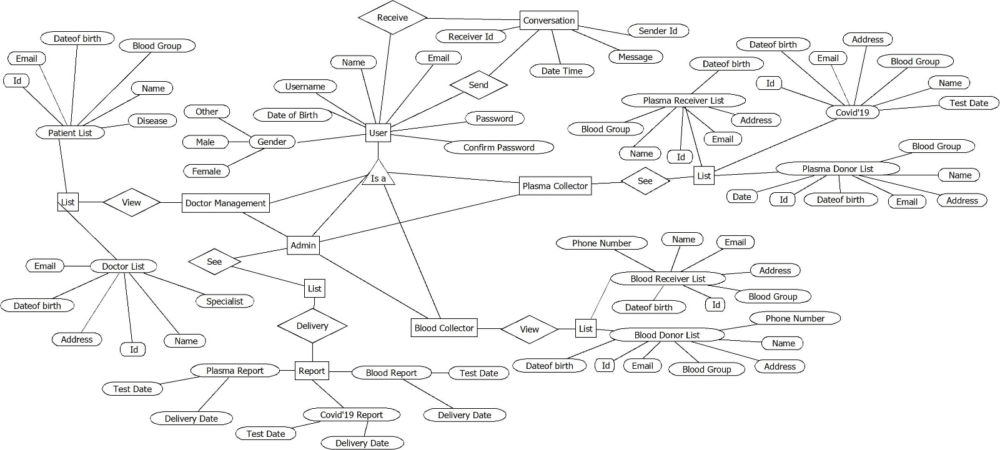 Receive
Conversation
Receiver Id
Sender Id
Message
Date Time
Send
Dateof birth
Blood Group
Email
Id
Name
Disease
Patient List
Name
Email
Username
Date of Birth
Password
Confirm Password
User
Other
Male
Female
Gender
Is a
Dateof birth
Plasma Receiver List
Blood Group
Name
Id
Email
Address
Dateof birth
Email
Address
Blood Group
Name
Test Date
Id
Covid'19
Blood Group
Plasma Donor List
Name
Date
Id
Dateof birth
Email
Address
List
See
Plasma Collector
List
View
Doctor Management
Admin
See
List
Delivery
Email
Doctor List
Dateof birth
Address
Id
Name
Specialist
Phone Number
Name
Email
Blood Receiver List
Address
Blood Group
Id
Dateof birth
Blood Collector
View
List
Phone Number
Blood Donor List
Name
Dateof birth
Id
Email
Blood Group
Address
Plasma Report
Report
Blood Report
Test Date
Test Date
Delivery Date
Covid'19 Report
Delivery Date
Test Date
Delivery Date